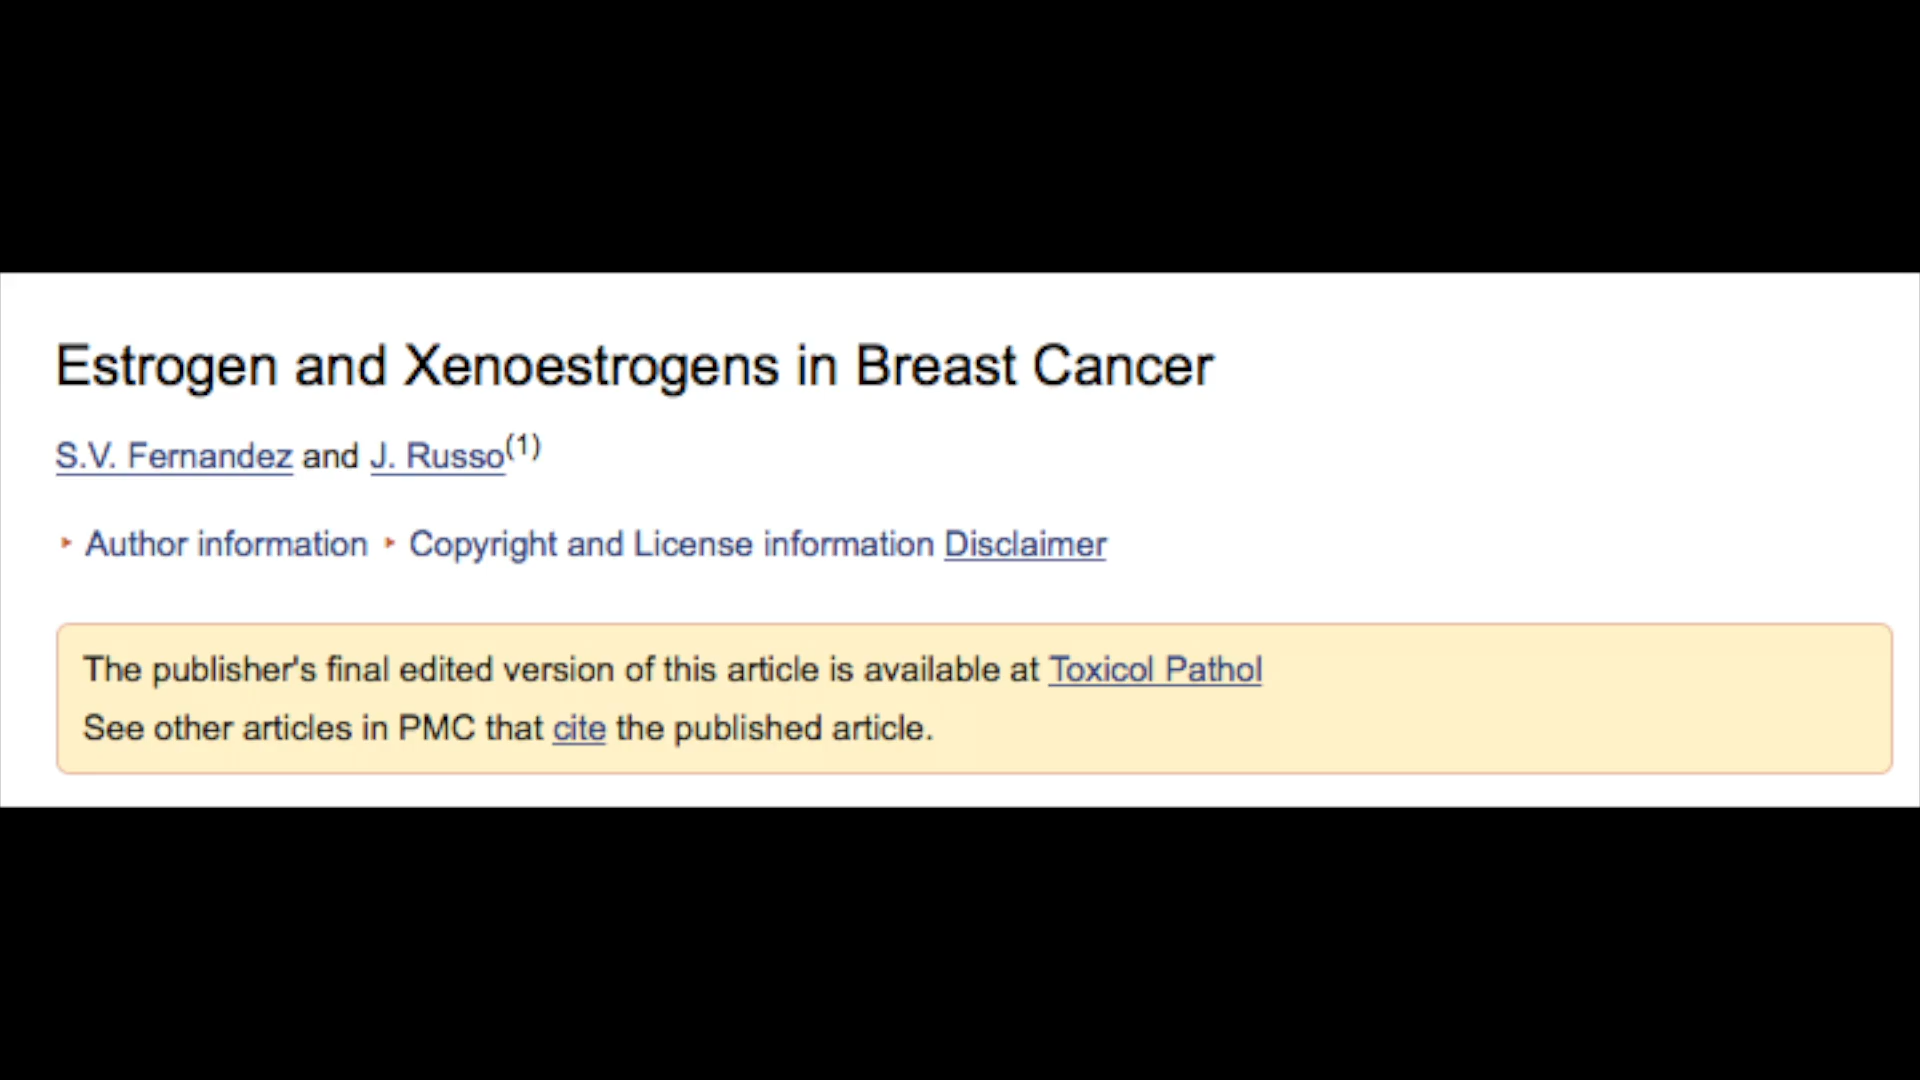 Estrogen and Xenoestrogens in Breast Cancer
S.V. Fernandez and J. Russo(1)
‣ Author information ‣ Copyright and License information Disclaimer
The publisher's final edited version of this article is available at Toxicol Pathol
See other articles in PMC that cite the published article.